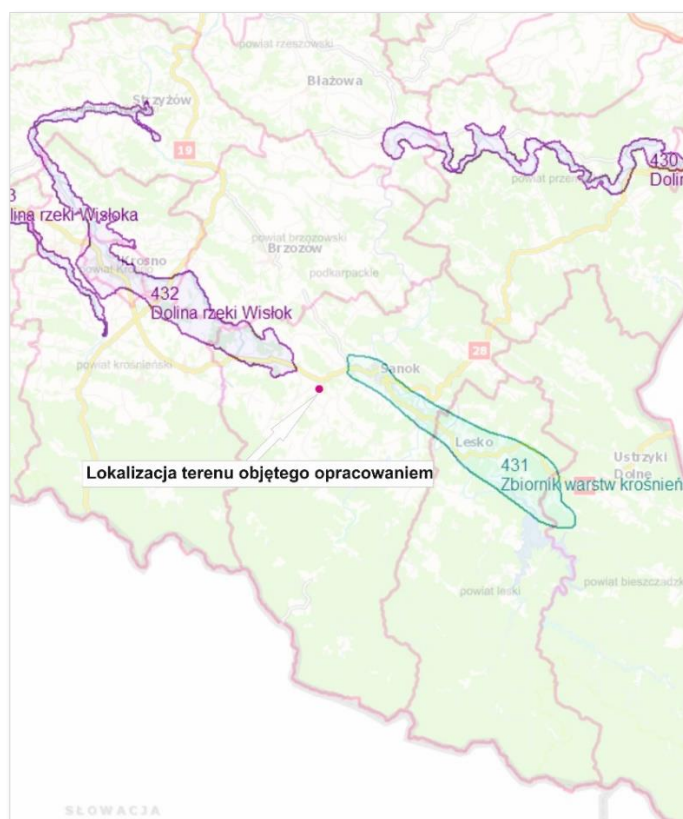 powiat rzeszowski
Błażowa
Strzyżów
19
430
Dolin
powiat przem
3
lina rzeki Wisłoka
powiat brzozowski
Brzozów
podkarpackie
Krosno
powiat Krosno
432
Dolina rzeki Wisłok
28
Sanok
powiat krośnieński
Lesko
Lokalizacja terenu objętego opracowaniem
431
Zbiornik warstw krośnień
Ustrzyki
Dolne
powiat bieszczadzk
powiat leski
SŁOWACJA